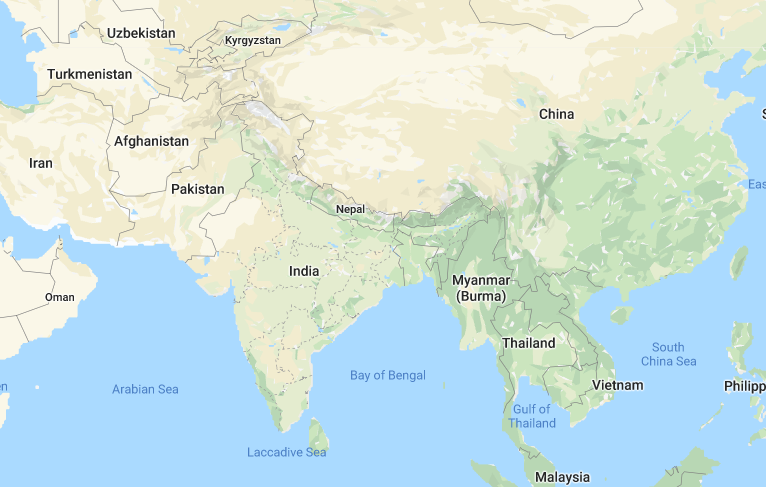 Uzbekistan
Kyrgyzstan
Turkmenistan
China
Afghanistan
Iran
Pakistan
Nepal
India
Myanmar
(Burma)
Oman
Thailand
South
China Sea
Bay of Bengal
Arabian Sea
Vietnam
Philipp
Gulf of
Thailand
Laccadive Sea
Malaysia
Eas
en
S